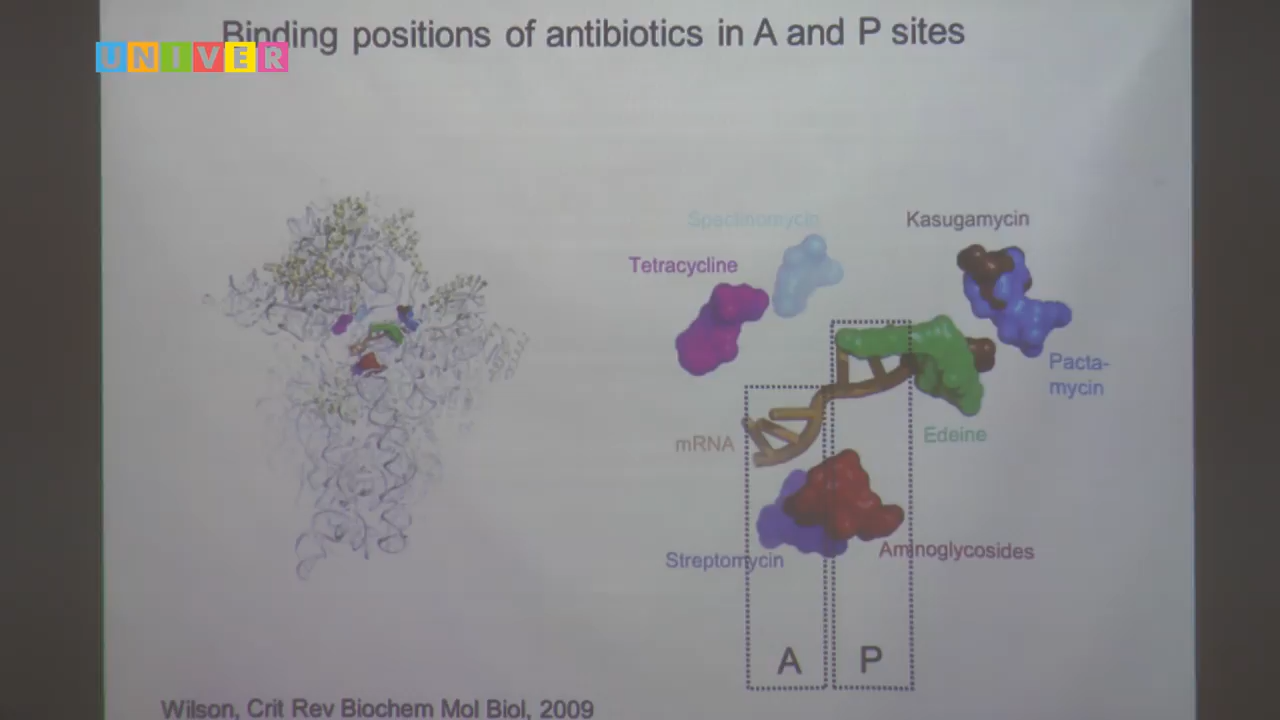 Binding positions of antibiotics in A and P sites
UNIVER
Spectinomycin
Kasugamycin
Tetracycline
Pacta-
mycin
Edeine
mRNA
Aminoglycosides
Streptomycin
A
P
Wilson, Crit Rev Biochem Mol Biol, 2009